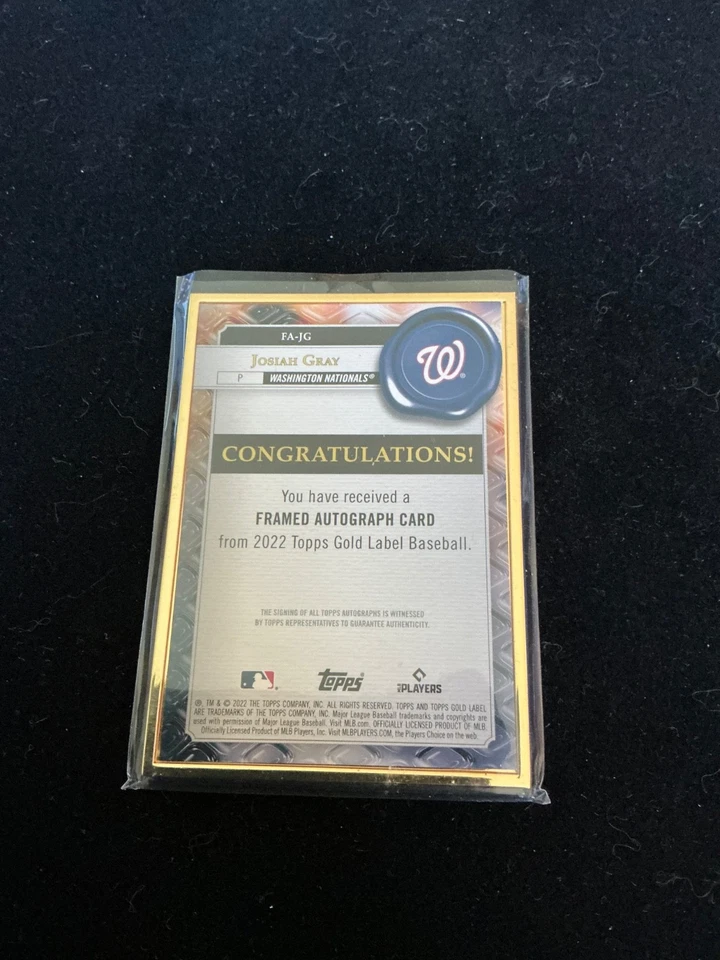 FA-JG
JOSIAH GRAY
P WASHINGTON NATIONALS®
W®
CONGRATULATIONS!
You have received a
FRAMED AUTOGRAPH CARD
from 2022 Topps Gold Label Baseball.
THE SIGNING OF ALL TOPPS AUTOGRAPHS IS WITNESSED
BY TOPPS REPRESENTATIVES TO GUARANTEE AUTHENTICITY.
topps
PLAYERS
®, TM & © 2022 THE TOPPS COMPANY, INC. ALL RIGHTS RESERVED. TOPPS AND TOPPS GOLD LABEL
ARE TRADEMARKS OF THE TOPPS COMPANY, INC. Major League Baseball trademarks and copyrights are
used with permission of Major League Baseball. Visit MLB.com. OFFICIALLY LICENSED PRODUCT OF MLB.
Officially Licensed Product of MLB Players, Inc. Visit MLBPLAYERS.COM, the Players Choice on the web.